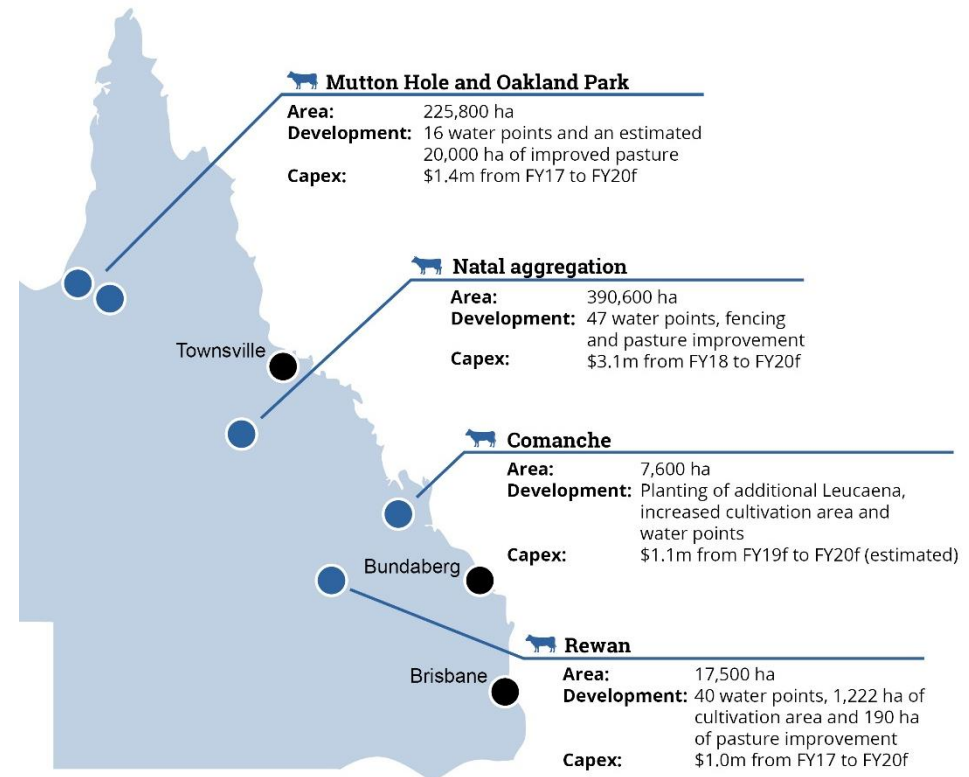 Mutton Hole and Oakland Park
Area: 225,800 ha
Development: 16 water points and an estimated
20,000 ha of improved pasture
Capex: $1.4m from FY17 to FY20f
Natal aggregation
Area: 390,600 ha
Development: 47 water points, fencing
and pasture improvement
Capex: $3.1m from FY18 to FY20f
Townsville
Comanche
Area: 7,600 ha
Development: Planting of additional Leucaena,
increased cultivation area and
water points
Capex: $1.1m from FY19f to FY20f (estimated)
Bundaberg
Rewan
Area: 17,500 ha
Development: 40 water points, 1,222 ha of
cultivation area and 190 ha
of pasture improvement
Capex: $1.0m from FY17 to FY20f
Brisbane